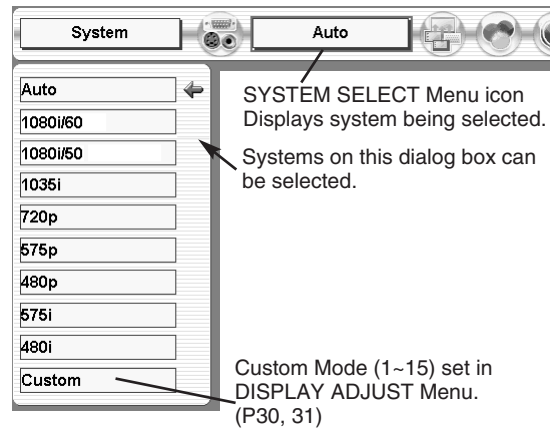 System
Auto
SYSTEM SELECT Menu icon
Displays system being selected.
Systems on this dialog box can
be selected.
Auto
1080i/60
1080i/50
1035i
720p
575p
480p
575i
480i
Custom
Custom Mode (1~15) set in
DISPLAY ADJUST Menu.
(P30, 31)